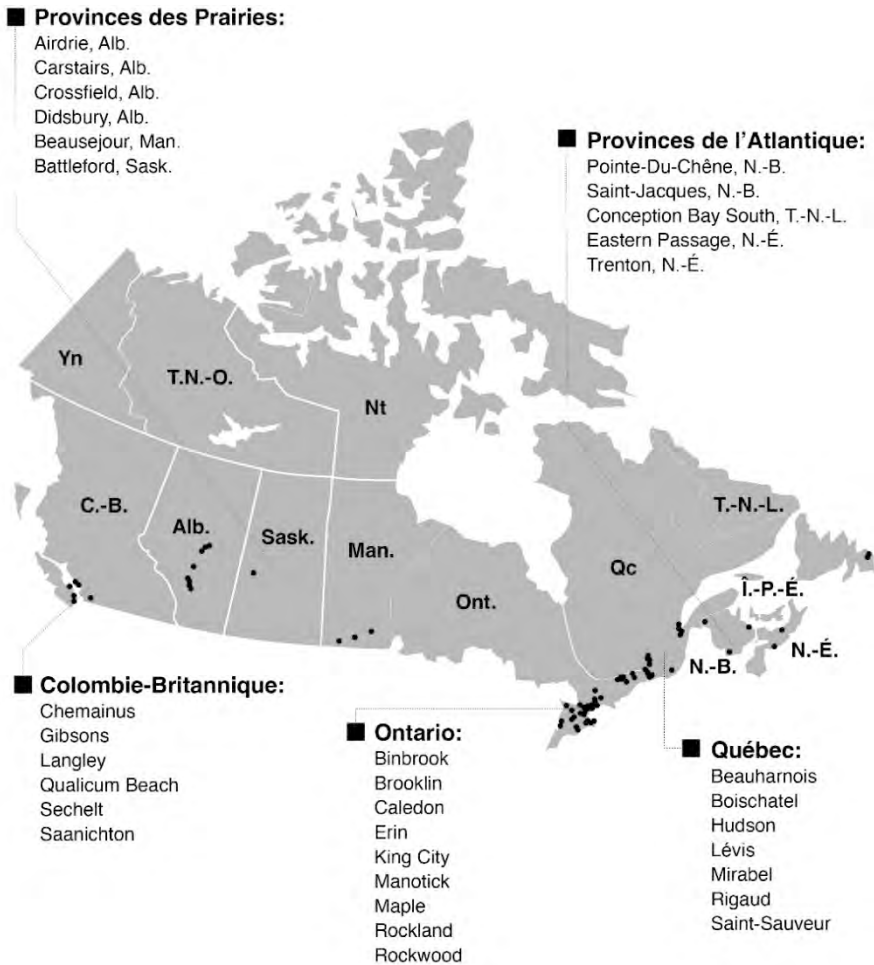 Provinces des Prairies:
Airdrie, Alb.
Carstairs, Alb.
Crossfield, Alb.
Didsbury, Alb.
Beausejour, Man.
Battleford, Sask.
Provinces de l'Atlantique:
Pointe-Du-Chêne, N.-B.
Saint-Jacques, N.-B.
Conception Bay South, T.-N.-L.
Eastern Passage, N.-É.
Trenton, N.-É.
Yn
T.N.-O.
Nt
C.-B.
Alb.
Sask.
Man.
Ont.
Qc
T.-N.-L.
Î.-P.-É.
N.-B.
N.-É.
Colombie-Britannique:
Chemainus
Gibsons
Langley
Qualicum Beach
Sechelt
Saanichton
Ontario:
Binbrook
Brooklin
Caledon
Erin
King City
Manotick
Maple
Rockland
Rockwood
Québec:
Beauharnois
Boischatel
Hudson
Lévis
Mirabel
Rigaud
Saint-Sauveur